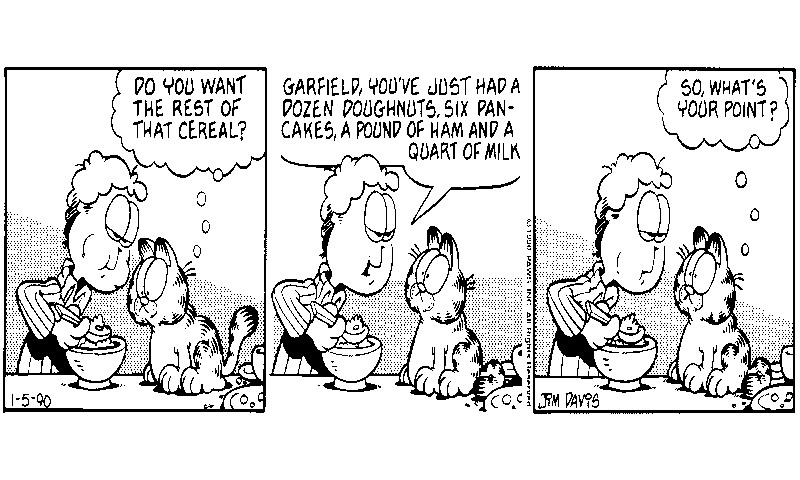 DO YOU WANT
THE REST OF
THAT CEREAL?
1-5-90
GARFIELD, YOU'VE JUST HAD A
DOZEN DOUGHNUTS, SIX PAN-
CAKES, A POUND OF HAM AND A
QUART OF MILK
SO, WHAT'S
YOUR POINT?
JIM DAVIS